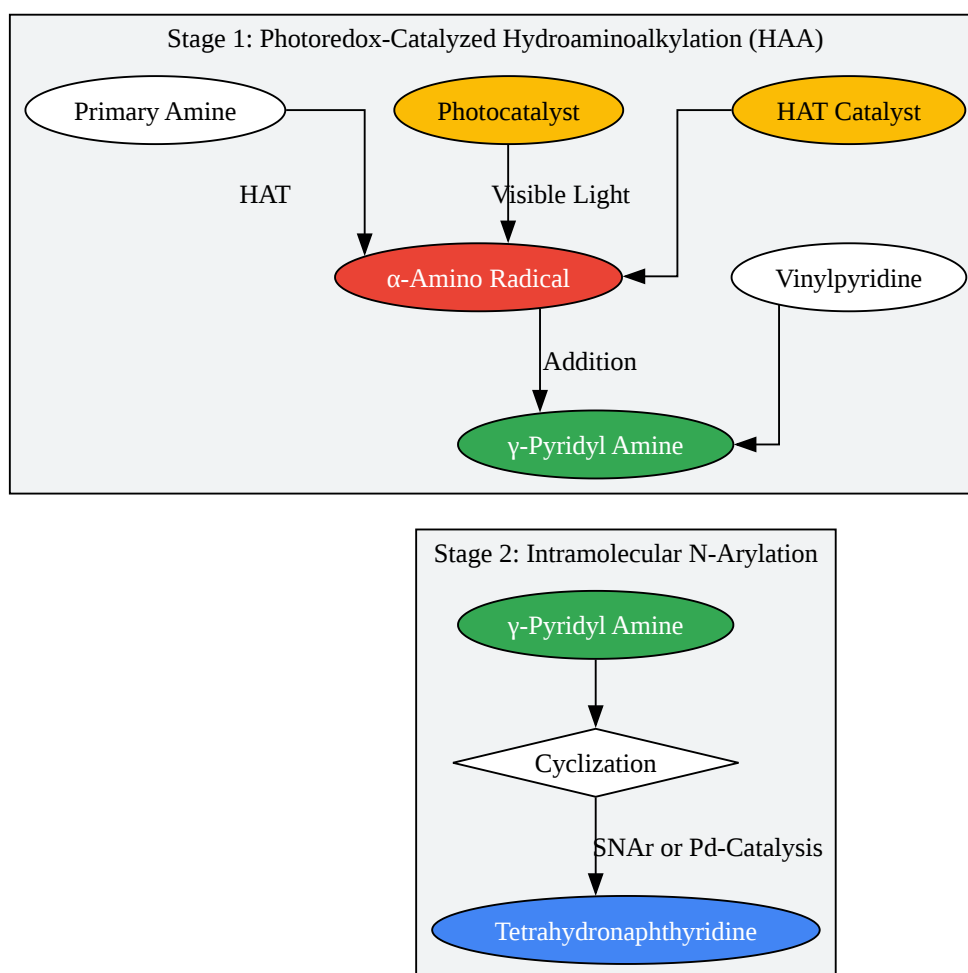 Stage 1: Photoredox-Catalyzed Hydroaminoalkylation (HAA)
Primary Amine
Photocatalyst
HAT Catalyst
HAT
Visible Light
α-Amino Radical
Vinylpyridine
Addition
γ-Pyridyl Amine
Stage 2: Intramolecular N-Arylation
γ-Pyridyl Amine
Cyclization
SNAr or Pd-Catalysis
Tetrahydronaphthyridine